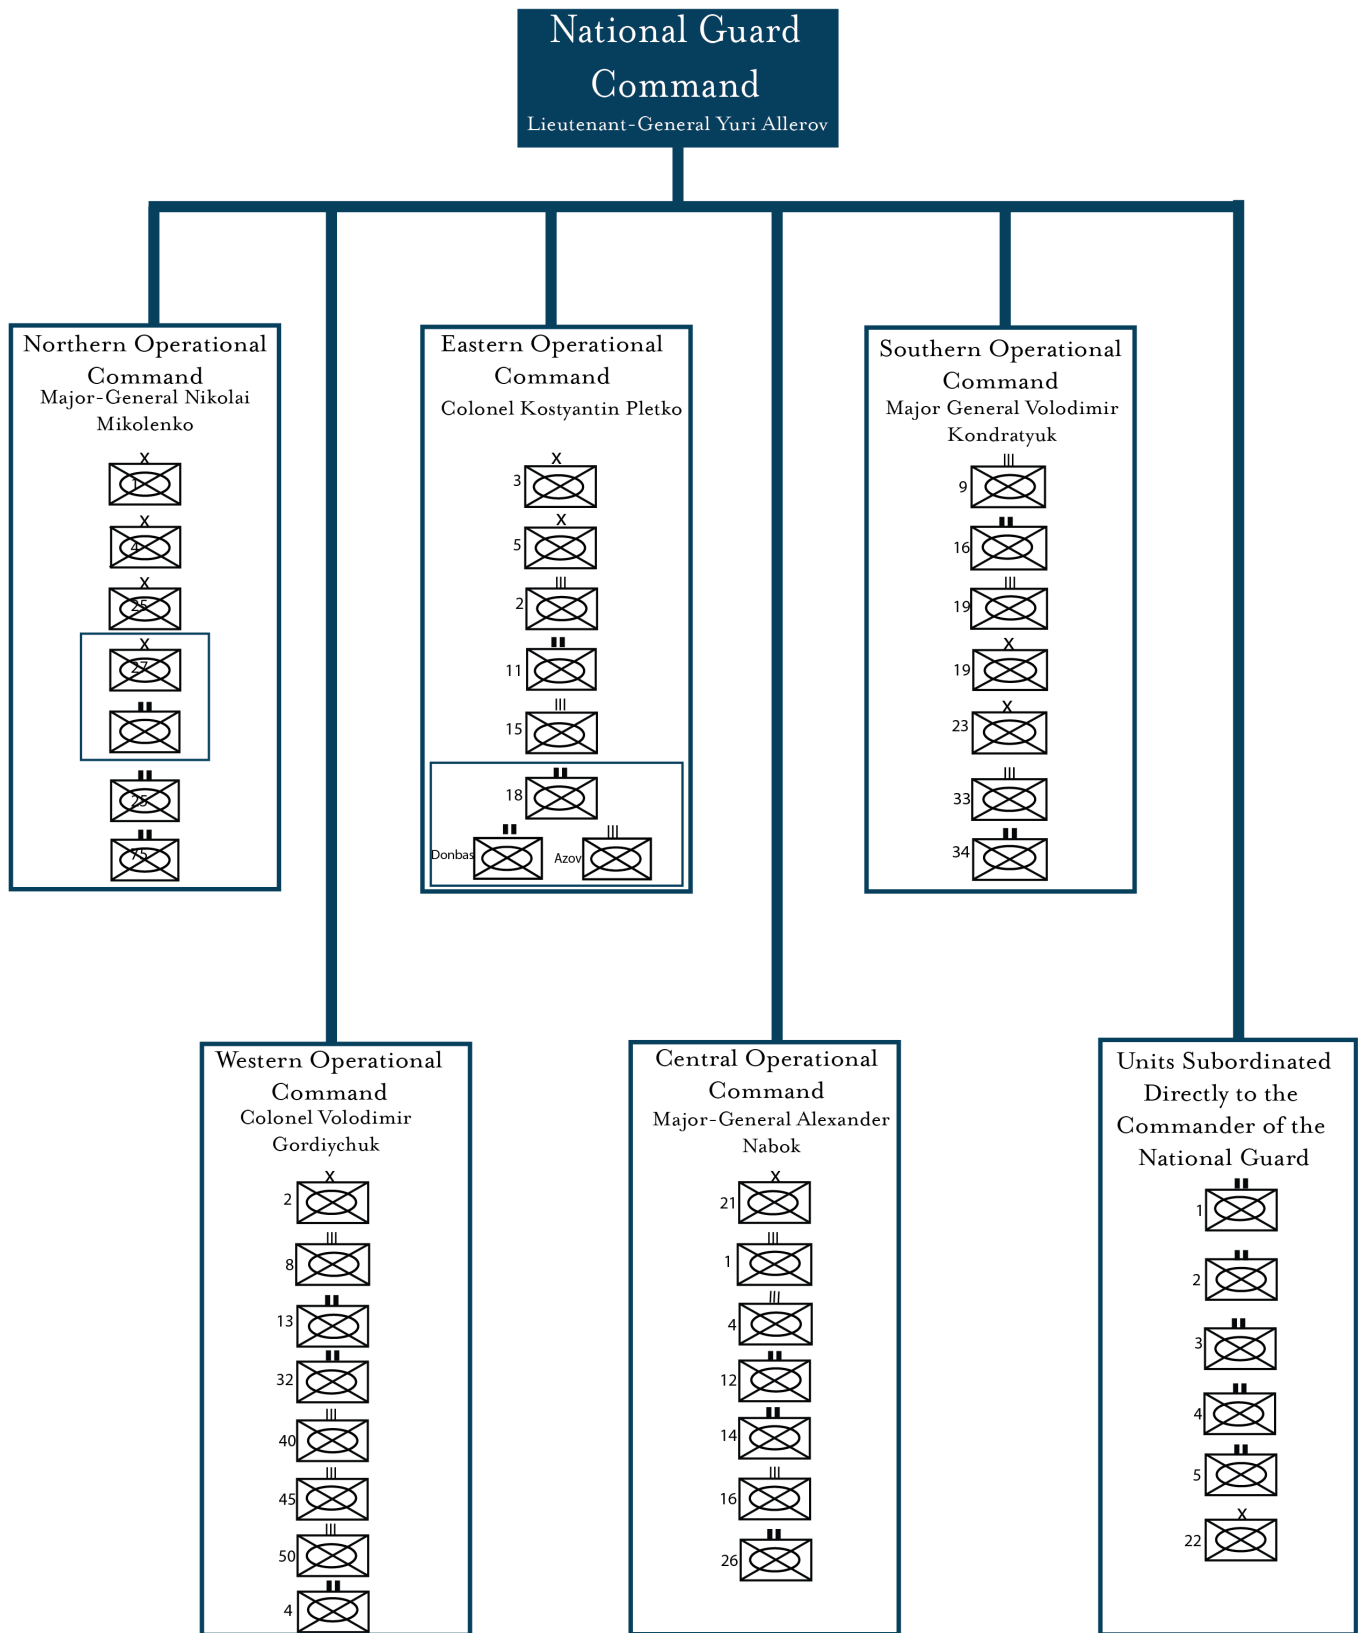 National Guard
Command
Lieutenant-General Yuri Allerov
Northern Operational
Command
Major-General Nikolai
Mikolenko
X
1
X
4
X
25
X
27
25
75
Eastern Operational
Command
Colonel Kostyantin Pletko
X
3
X
5
III
2
II
11
III
15
II
18
II
Donbas
III
Azov
Southern Operational
Command
Major General Volodimir
Kondratyuk
III
9
II
16
III
19
X
19
X
23
III
33
II
34
Western Operational
Command
Colonel Volodimir
Gordiychuk
X
2
III
8
II
13
II
32
III
40
III
45
III
50
II
4
Central Operational
Command
Major-General Alexander
Nabok
X
21
III
1
III
4
II
12
II
14
III
16
II
26
Units Subordinated
Directly to the
Commander of the
National Guard
II
1
II
2
II
3
II
4
II
5
X
22